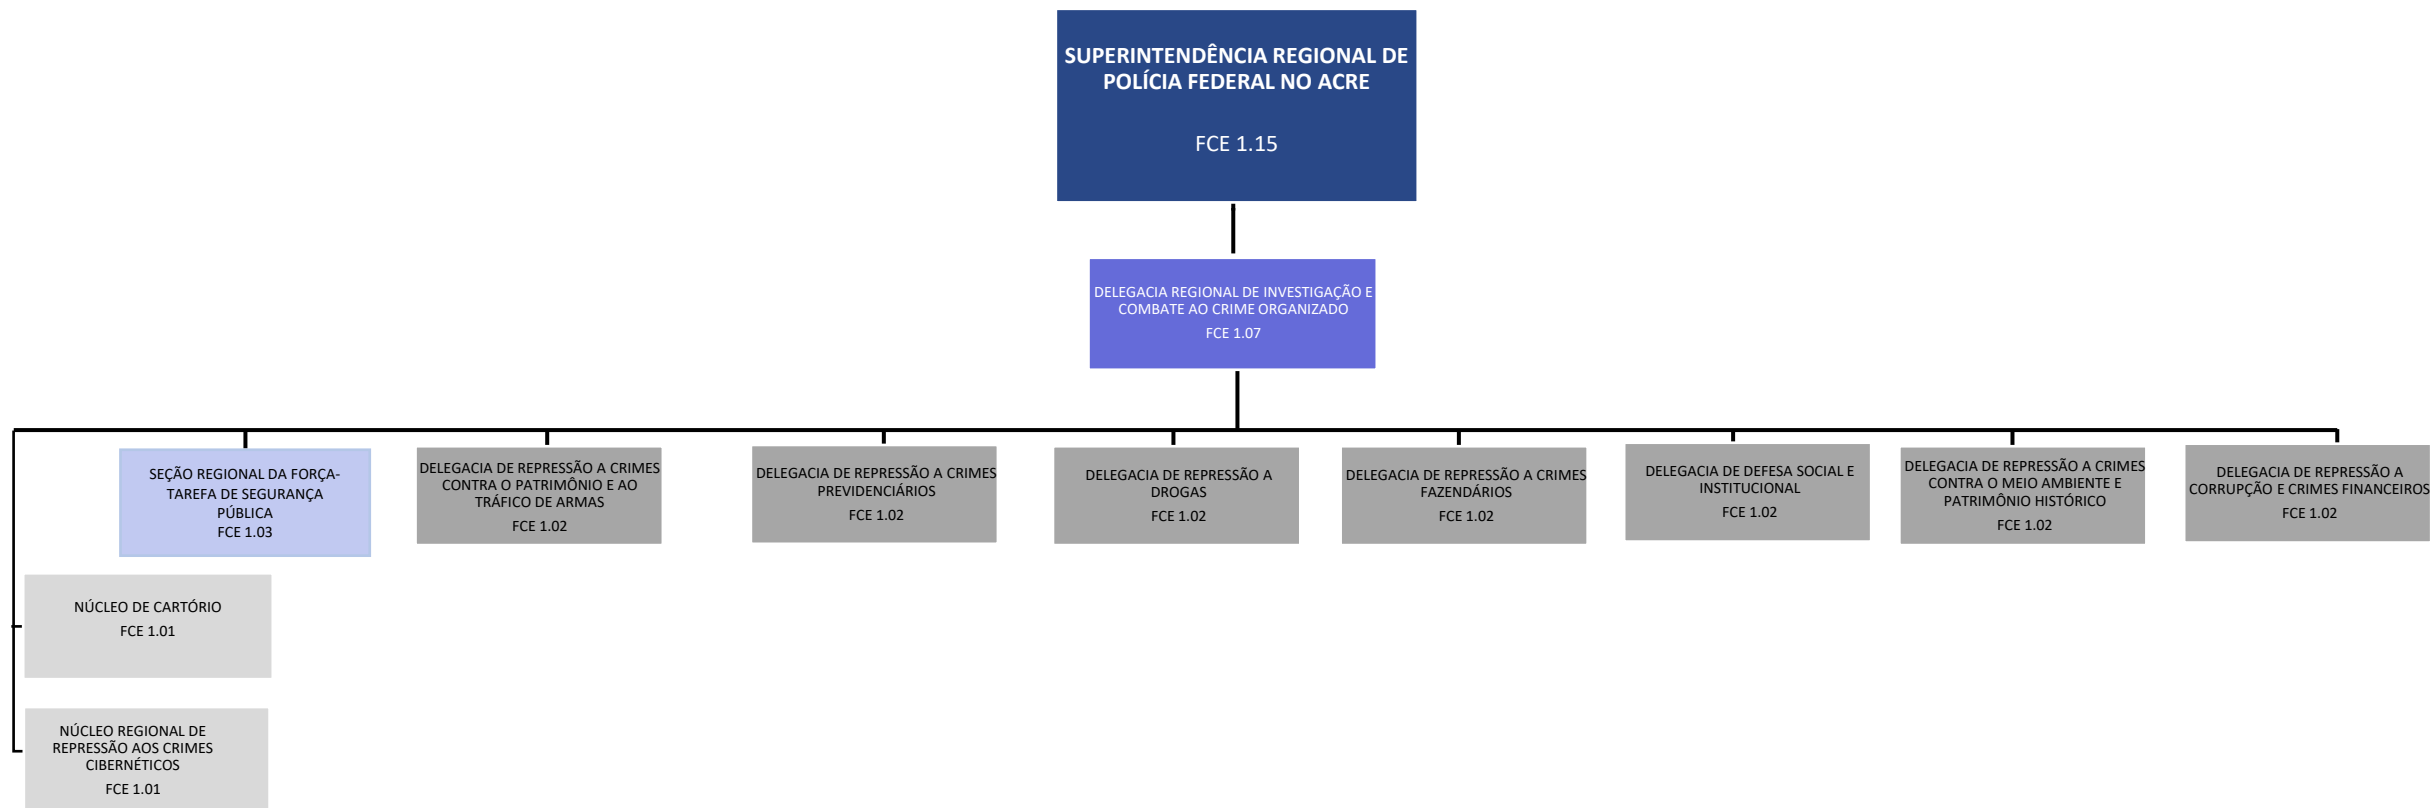 SUPERINTENDÊNCIA REGIONAL DE
POLÍCIA FEDERAL NO ACRE
FCE 1.15
DELEGACIA REGIONAL DE INVESTIGAÇÃO E
COMBATE AO CRIME ORGANIZADO
FCE 1.07
SEÇÃO REGIONAL DA FORÇA-
TAREFA DE SEGURANÇA
PÚBLICA
FCE 1.03
DELEGACIA DE REPRESSÃO A CRIMES
CONTRA O PATRIMÔNIO E AO
TRÁFICO DE ARMAS
FCE 1.02
DELEGACIA DE REPRESSÃO A CRIMES
PREVIDENCIÁRIOS
FCE 1.02
DELEGACIA DE REPRESSÃO A
DROGAS
FCE 1.02
DELEGACIA DE REPRESSÃO A CRIMES
FAZENDÁRIOS
FCE 1.02
DELEGACIA DE DEFESA SOCIAL E
INSTITUCIONAL
FCE 1.02
DELEGACIA DE REPRESSÃO A CRIMES
CONTRA O MEIO AMBIENTE E
PATRIMÔNIO HISTÓRICO
FCE 1.02
DELEGACIA DE REPRESSÃO A
CORRUPÇÃO E CRIMES FINANCEIROS
FCE 1.02
NÚCLEO DE CARTÓRIO
FCE 1.01
NÚCLEO REGIONAL DE
REPRESSÃO AOS CRIMES
CIBERNÉTICOS
FCE 1.01